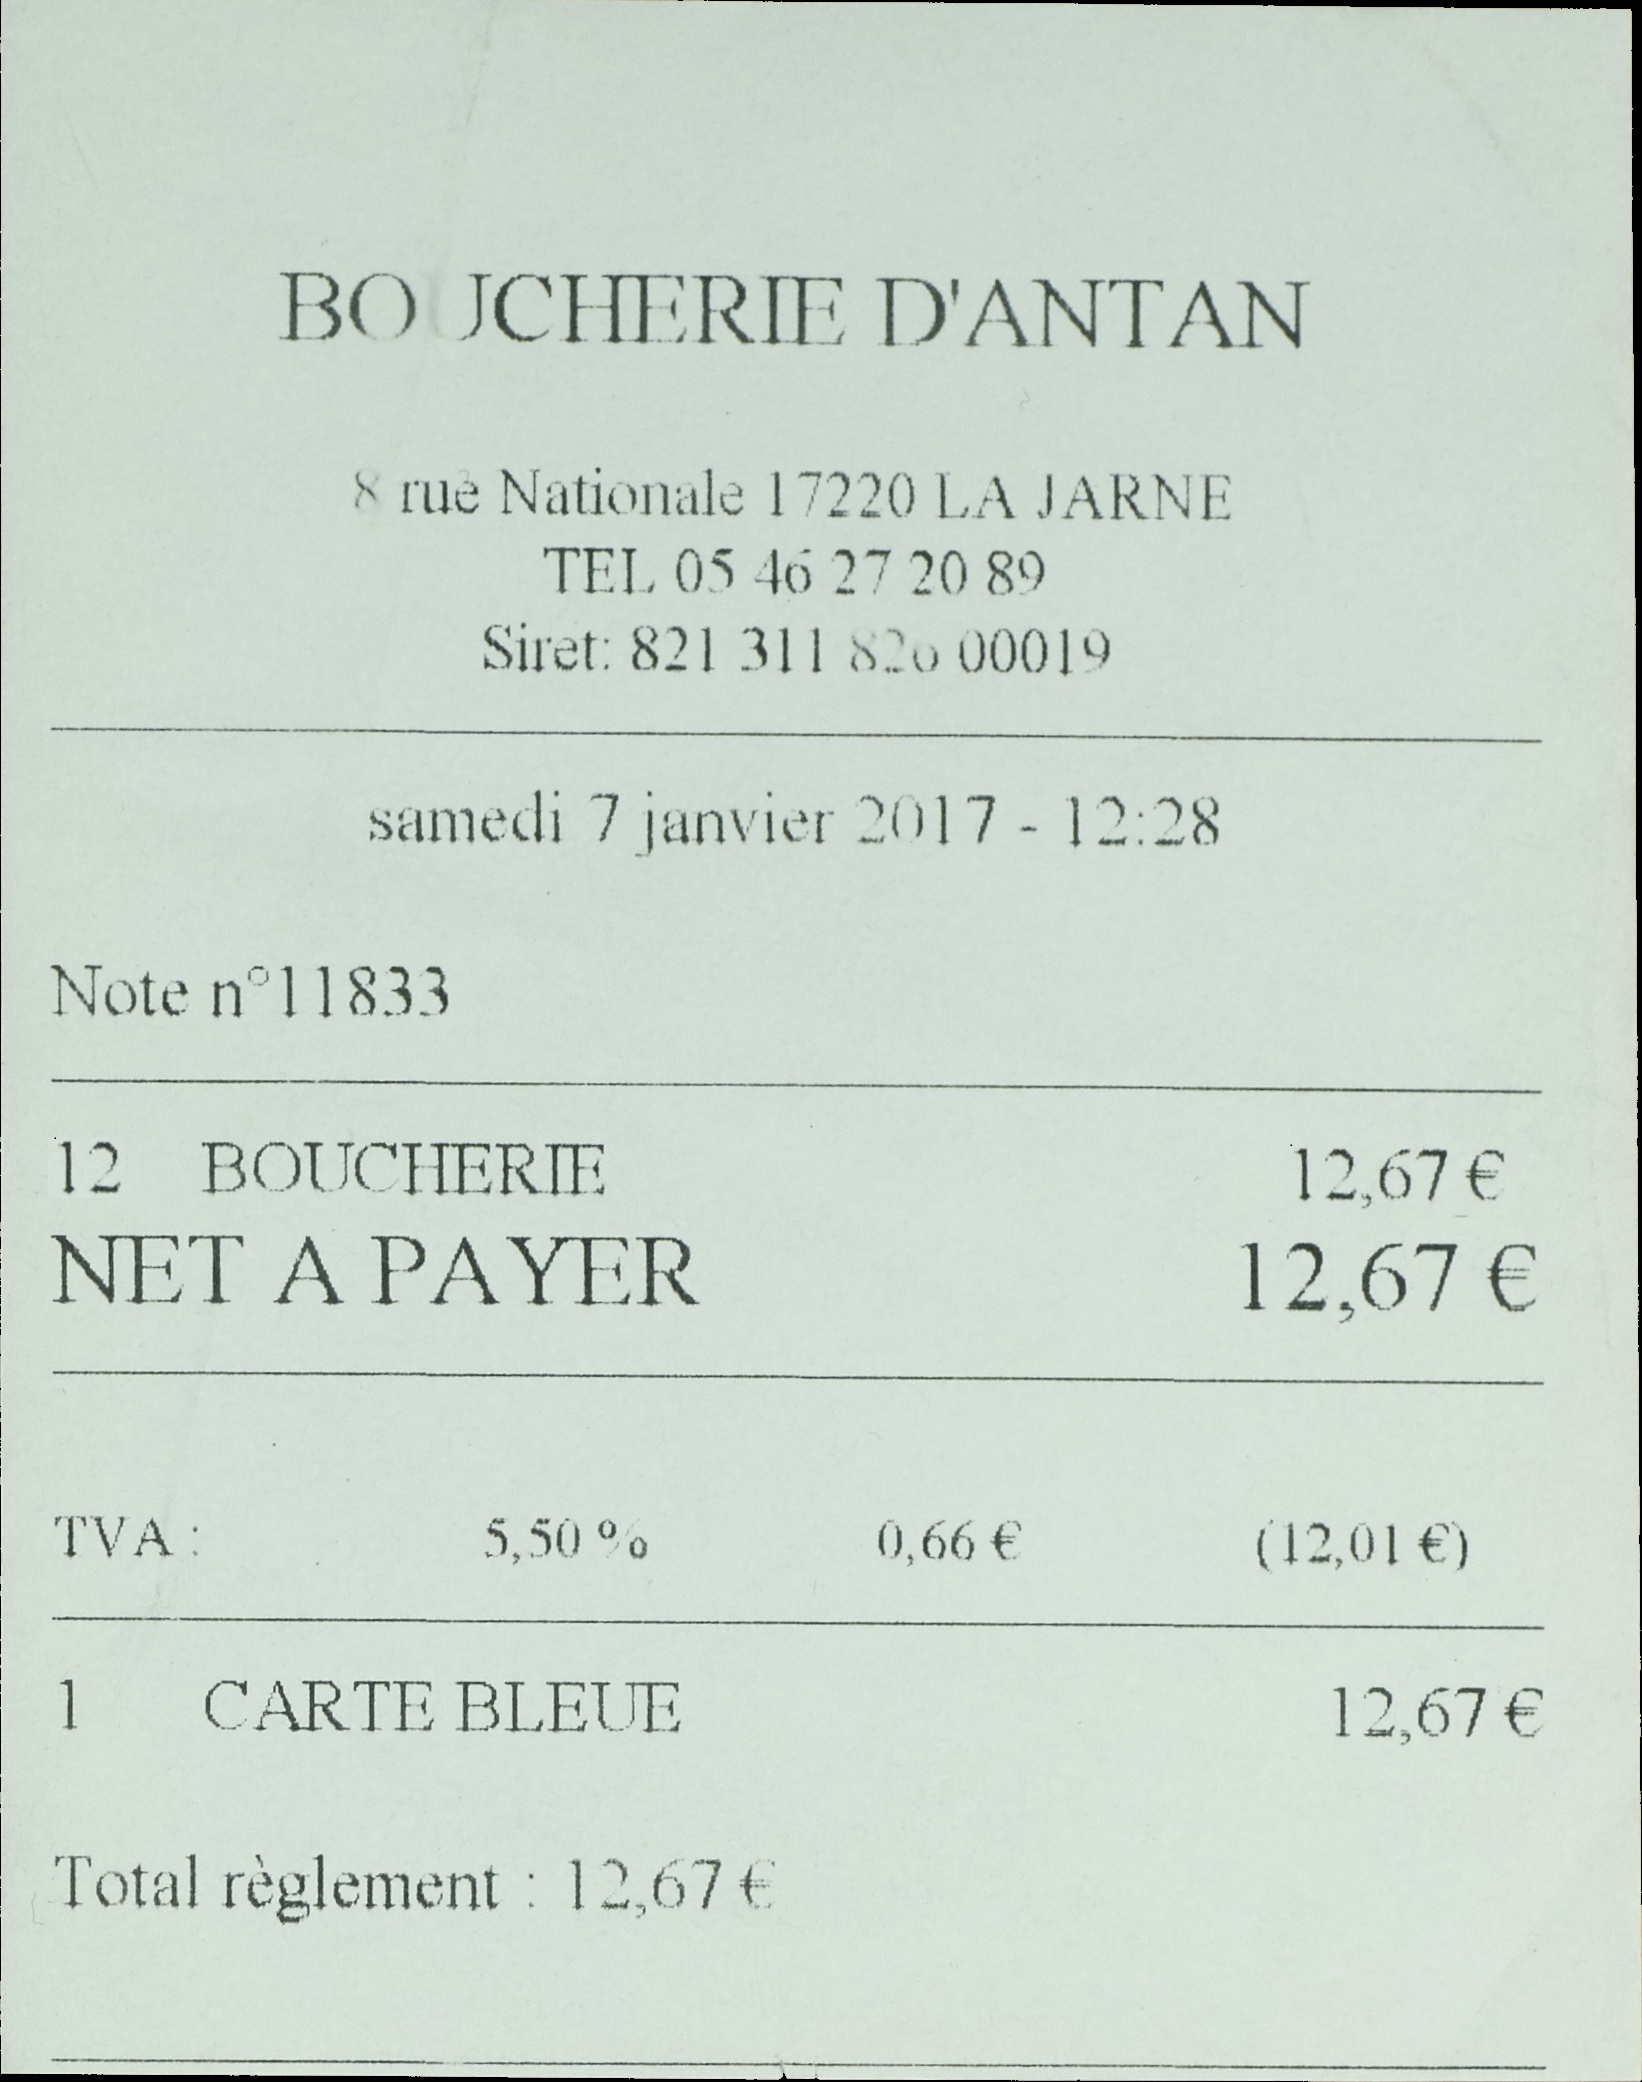 BOUCHERIE D'ANTAN
8 rue Nationale 17220 LA JARNE
TEL 05 46 27 20 89
Siret: 821 311 826 00019
samedi 7 janvier 2017 - 12:28
Note n°11833
12 BOUCHERIE 12,67 €
NET A PAYER 12,67 €
TVA : 5,50 % 0,66 € (12,01 €)
1 CARTE BLEUE 12,67 €
Total règlement : 12,67 €